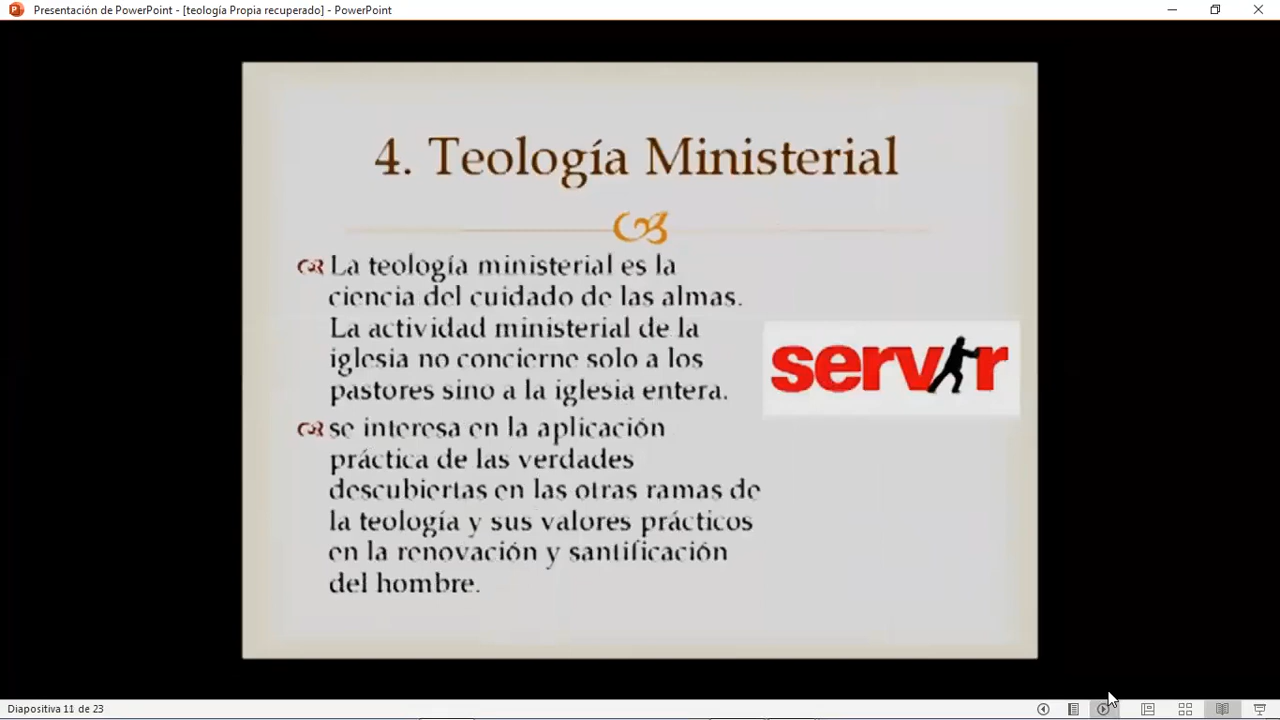 Presentación de PowerPoint - [teología Propia recuperado] - PowerPoint
4. Teología Ministerial
La teología ministerial es la
ciencia del cuidado de las almas.
La actividad ministerial de la
iglesia no concierne solo a los
pastores sino a la iglesia entera.
servir
se interesa en la aplicación
práctica de las verdades
descubiertas en las otras ramas de
la teología y sus valores prácticos
en la renovación y santificación
del hombre.
Diapositiva 11 de 23